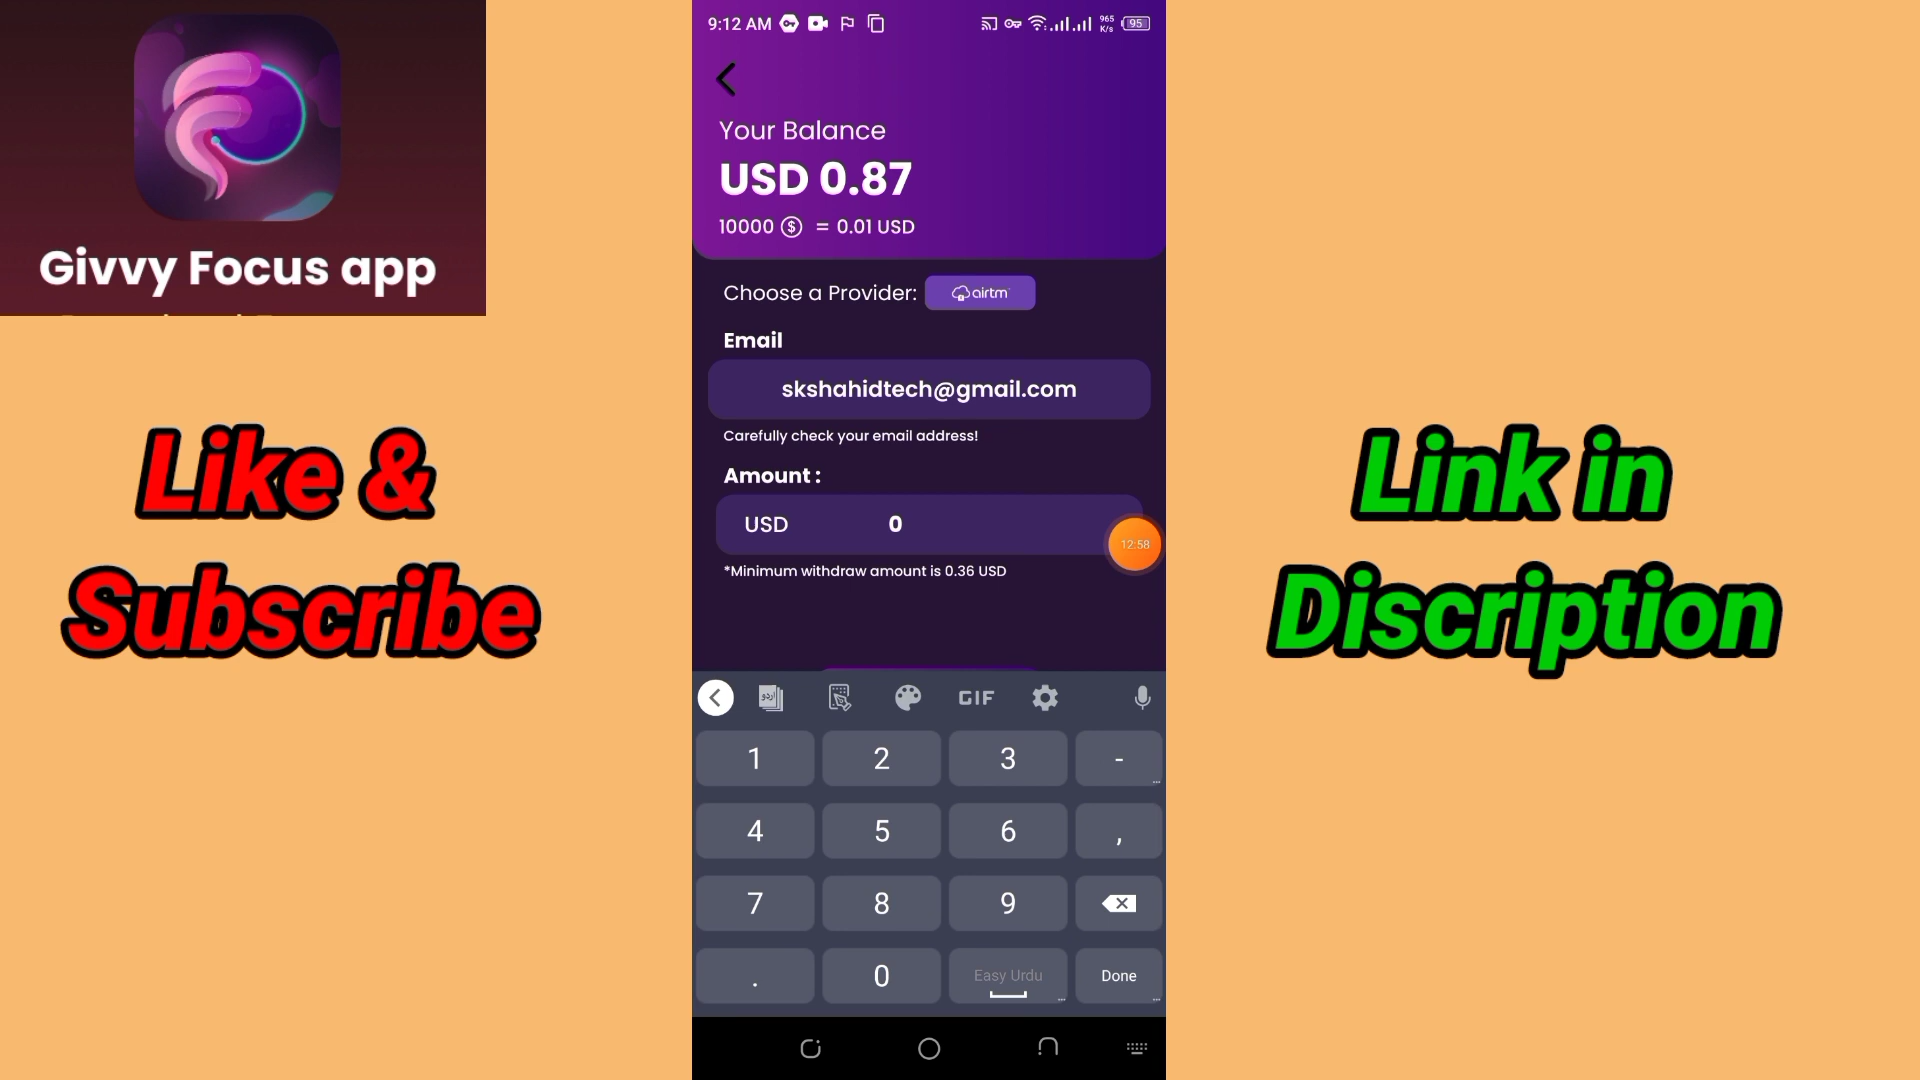 Givvy Focus app
Like &
Subscribe
9:12 AM
965
K/s
95
Your Balance
USD 0.87
10000 $ = 0.01 USD
Choose a Provider: airtm
Email
skshahidtech@gmail.com
Carefully check your email address!
Amount :
USD 0
12:58
*Minimum withdraw amount is 0.36 USD
اردو GIF
1 2 3 -
4 5 6 ,
7 8 9
. 0 Easy Urdu Done
Link in
Discription